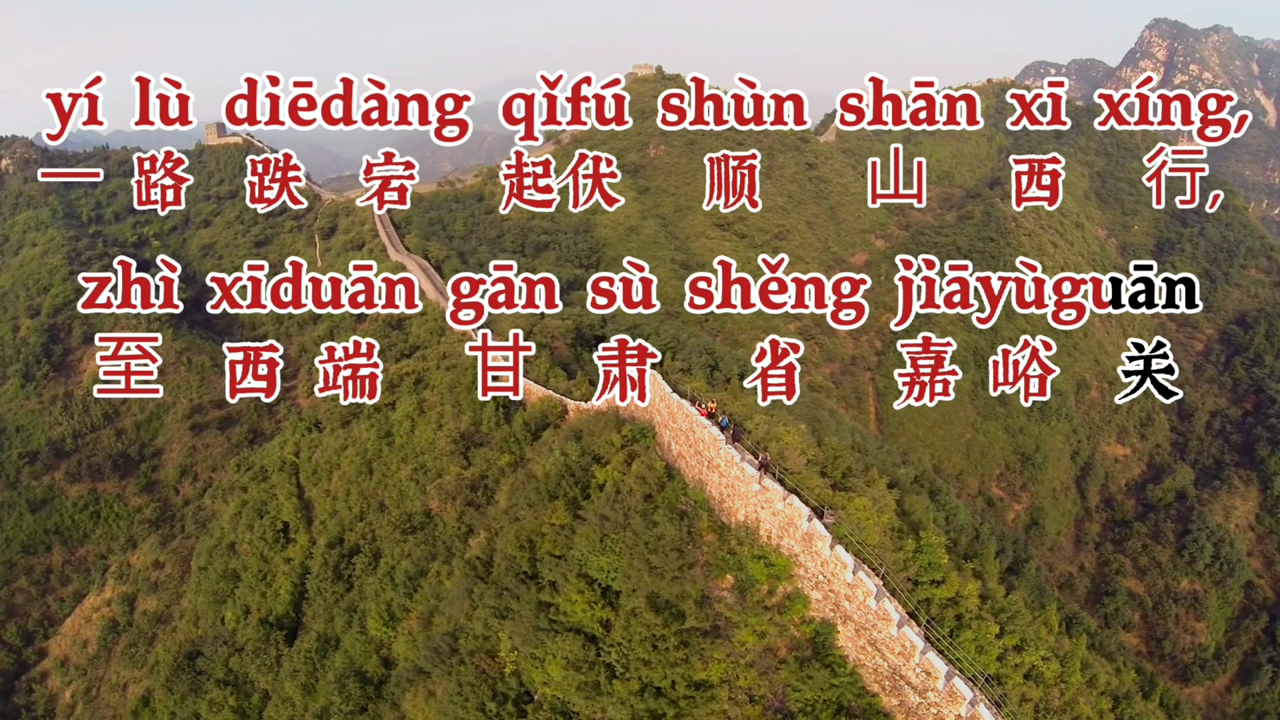 yí lù diēdàng qǐfú shùn shān xī xíng,
一路跌宕起伏顺山西行,
zhì xīduān gān sù shěng jiāyùguān
至西端甘肃省嘉峪关